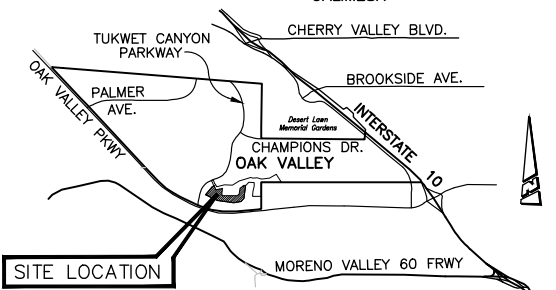 CHERRY VALLEY BLVD.
TUKWET CANYON
PARKWAY
OAK VALLEY PKWY
PALMER
AVE.
BROOKSIDE AVE.
Desert Lawn
Memorial Gardens
INTERSTATE 10
CHAMPIONS DR.
OAK VALLEY
SITE LOCATION
MORENO VALLEY 60 FRWY